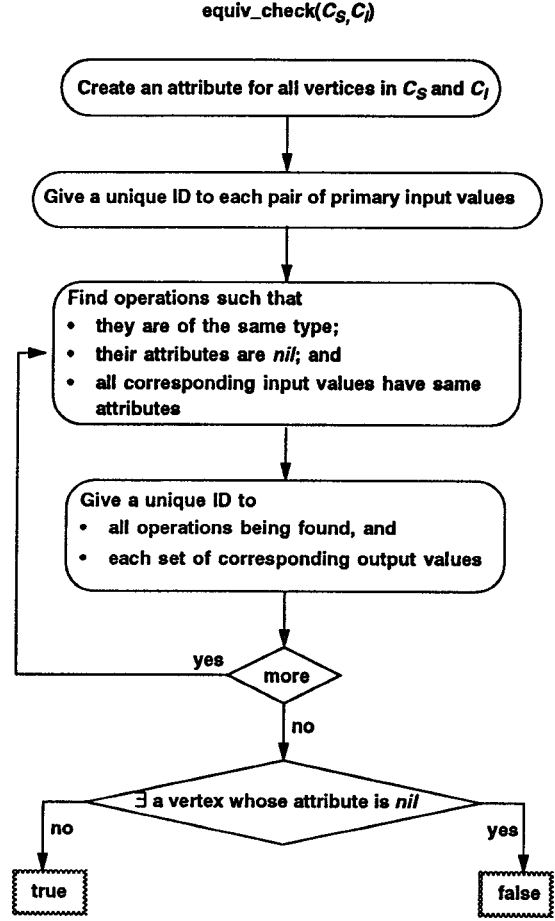 equiv_check(C_S,C_I)
Create an attribute for all vertices in C_S and C_I
Give a unique ID to each pair of primary input values
Find operations such that
• they are of the same type;
• their attributes are nil; and
• all corresponding input values have same
attributes
Give a unique ID to
• all operations being found, and
• each set of corresponding output values
yes
more
no
∃ a vertex whose attribute is nil
no
yes
true
false